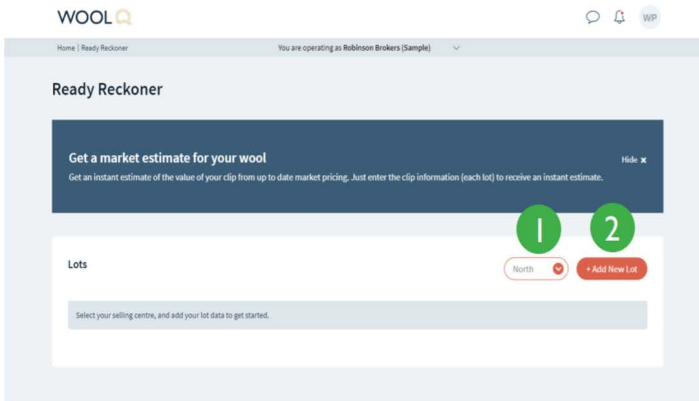 WOOLQ
WP
Home | Ready Reckoner
You are operating as Robinson Brokers (Sample)
Ready Reckoner
Get a market estimate for your wool
Hide ×
Get an instant estimate of the value of your clip from up to date market pricing. Just enter the clip information (each lot) to receive an instant estimate.
1
2
Lots
North
+ Add New Lot
Select your selling centre, and add your lot data to get started.